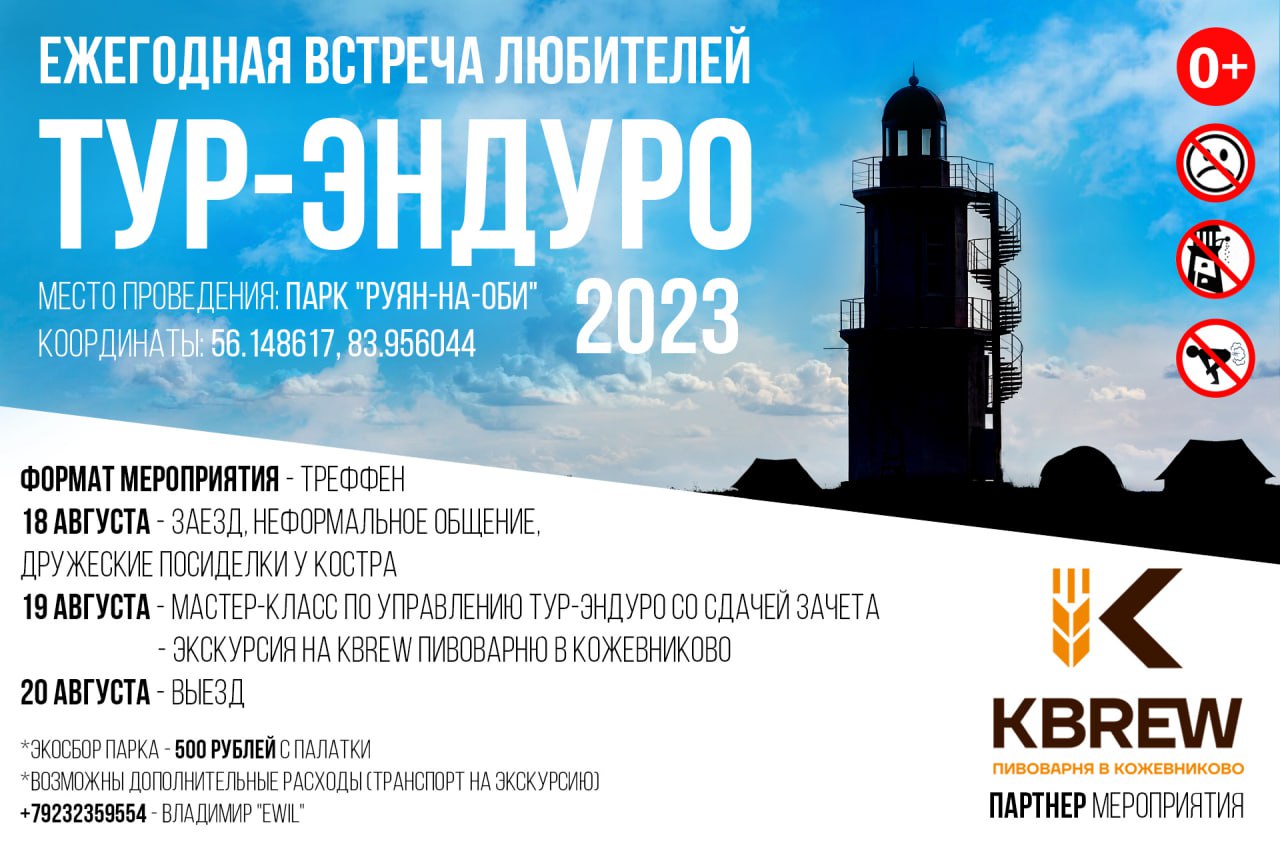 ЕЖЕГОДНАЯ ВСТРЕЧА ЛЮБИТЕЛЕЙ
ТУР-ЭНДУРО
2023
МЕСТО ПРОВЕДЕНИЯ: ПАРК "РУЯН-НА-ОБИ"
КООРДИНАТЫ: 56.148617, 83.956044
0+
ФОРМАТ МЕРОПРИЯТИЯ - ТРЕФФЕН
18 АВГУСТА - ЗАЕЗД, НЕФОРМАЛЬНОЕ ОБЩЕНИЕ,
ДРУЖЕСКИЕ ПОСИДЕЛКИ У КОСТРА
19 АВГУСТА - МАСТЕР-КЛАСС ПО УПРАВЛЕНИЮ ТУР-ЭНДУРО СО СДАЧЕЙ ЗАЧЕТА
- ЭКСКУРСИЯ НА KBREW ПИВОВАРНЮ В КОЖЕВНИКОВО
20 АВГУСТА - ВЫЕЗД
*ЭКОСБОР ПАРКА - 500 РУБЛЕЙ С ПАЛАТКИ
*ВОЗМОЖНЫ ДОПОЛНИТЕЛЬНЫЕ РАСХОДЫ (ТРАНСПОРТ НА ЭКСКУРСИЮ)
+79232359554 - ВЛАДИМИР "EWIL"
KBREW
ПИВОВАРНЯ В КОЖЕВНИКОВО
ПАРТНЕР МЕРОПРИЯТИЯ